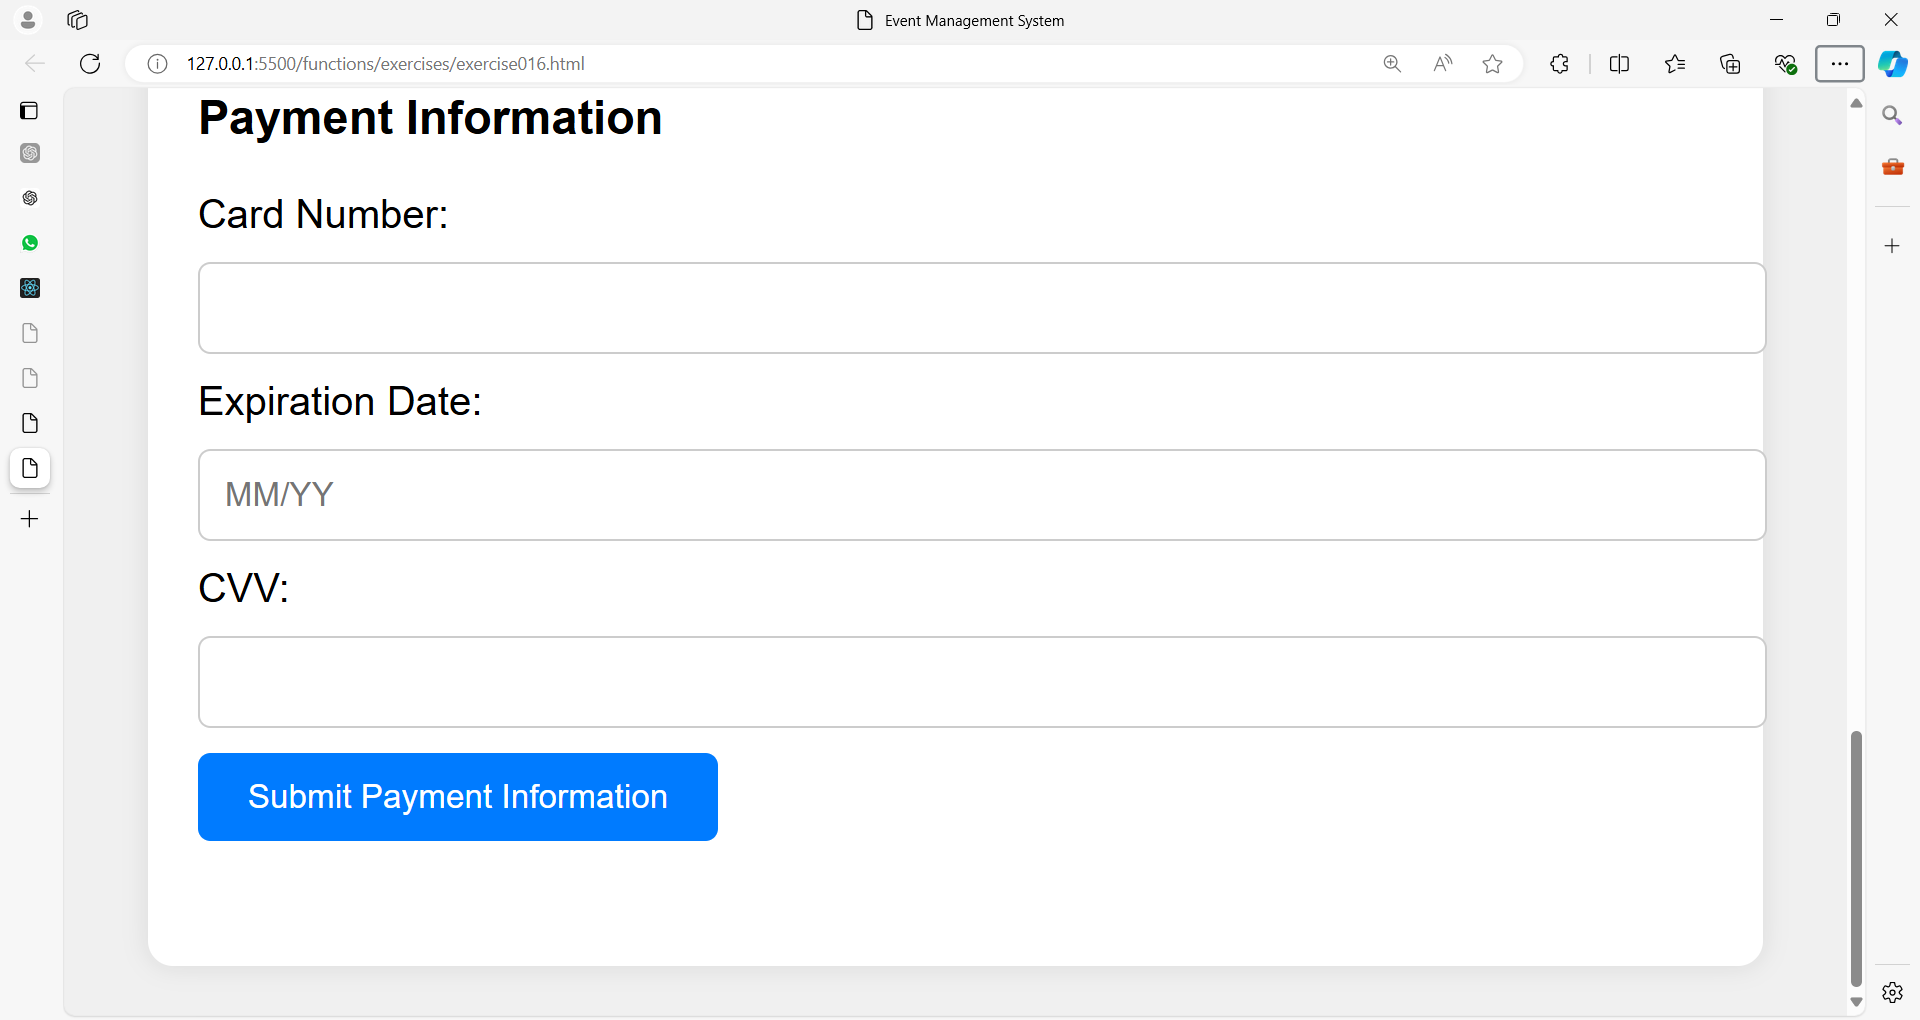 Event Management System
127.0.0.1:5500/functions/exercises/exercise016.html
Payment Information
Card Number:
Expiration Date:
MM/YY
CVV:
Submit Payment Information